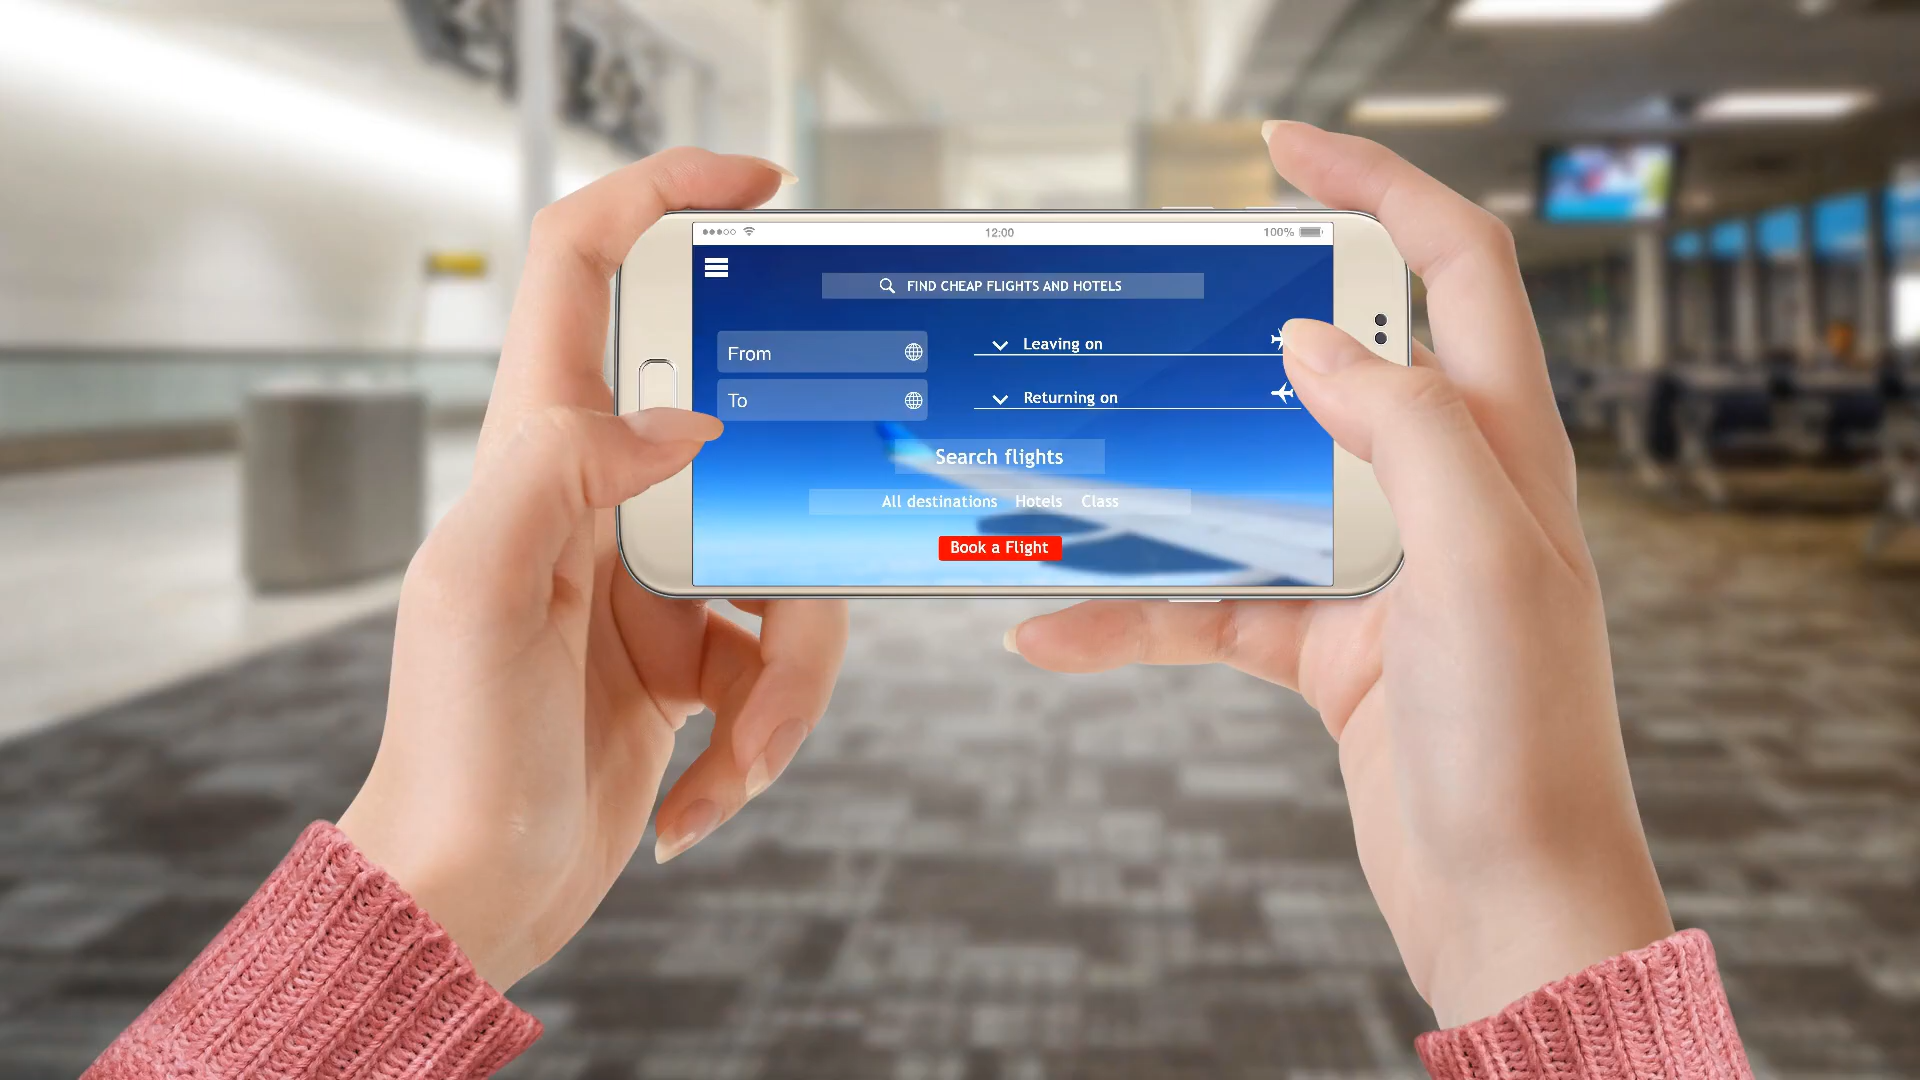 12:00
100%
FIND CHEAP FLIGHTS AND HOTELS
From
Leaving on
To
Returning on
Search flights
All destinations Hotels Class
Book a Flight